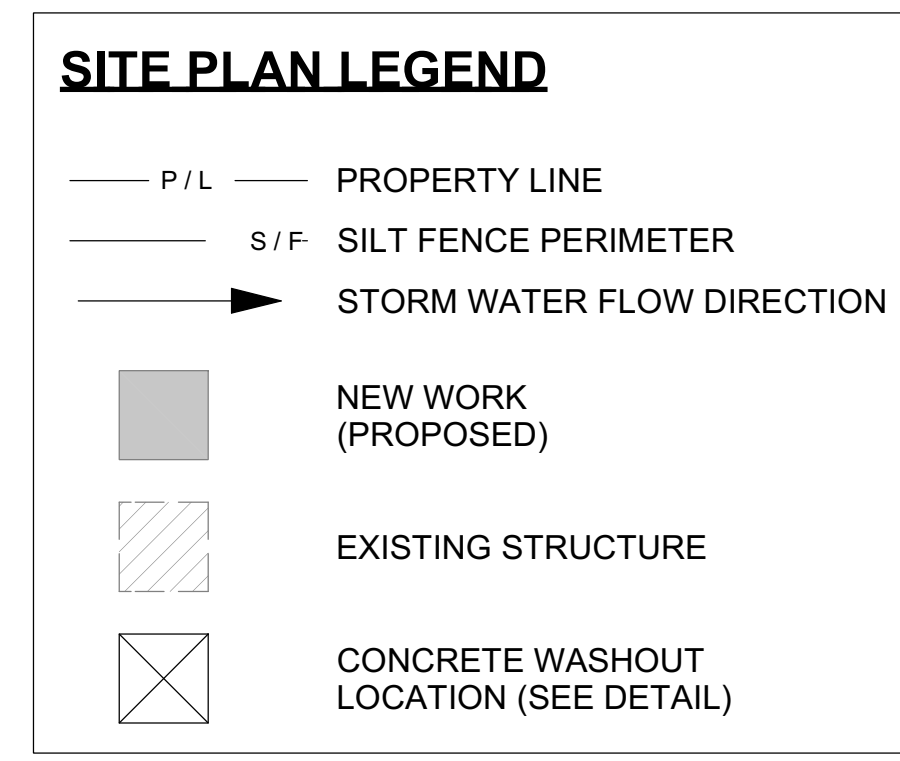 SITE PLAN LEGEND
P / L PROPERTY LINE
S / F SILT FENCE PERIMETER
STORM WATER FLOW DIRECTION
NEW WORK
(PROPOSED)
EXISTING STRUCTURE
CONCRETE WASHOUT
LOCATION (SEE DETAIL)